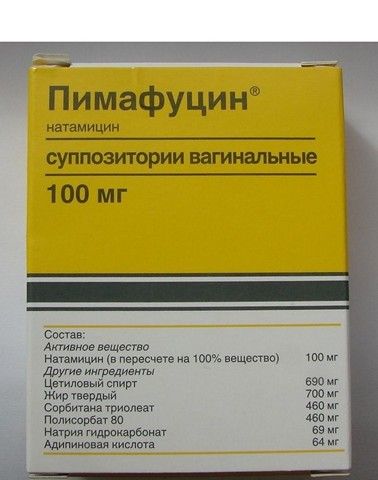 Пимафуцин®
натамицин
суппозитории вагинальные
100 мг
Состав:
Активное вещество
Натамицин (в пересчете на 100% вещество) 100 мг
Другие ингредиенты
Цетиловый спирт 690 мг
Жир твердый 700 мг
Сорбитана триолеат 460 мг
Полисорбат 80 460 мг
Натрия гидрокарбонат 69 мг
Адипиновая кислота 64 мг